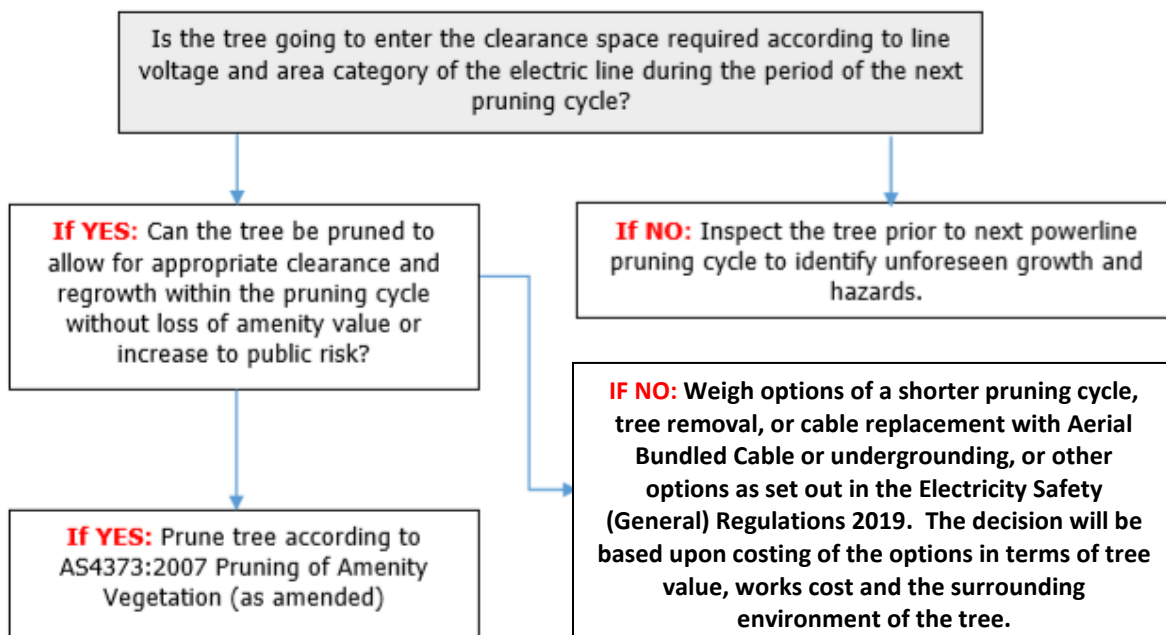 Is the tree going to enter the clearance space required according to line
voltage and area category of the electric line during the period of the next
pruning cycle?
If YES: Can the tree be pruned to
allow for appropriate clearance and
regrowth within the pruning cycle
without loss of amenity value or
increase to public risk?
If NO: Inspect the tree prior to next powerline
pruning cycle to identify unforeseen growth and
hazards.
IF NO: Weigh options of a shorter pruning cycle,
tree removal, or cable replacement with Aerial
Bundled Cable or undergrounding, or other
options as set out in the Electricity Safety
(General) Regulations 2019.  The decision will be
based upon costing of the options in terms of tree
value, works cost and the surrounding
environment of the tree.
If YES: Prune tree according to
AS4373:2007 Pruning of Amenity
Vegetation (as amended)